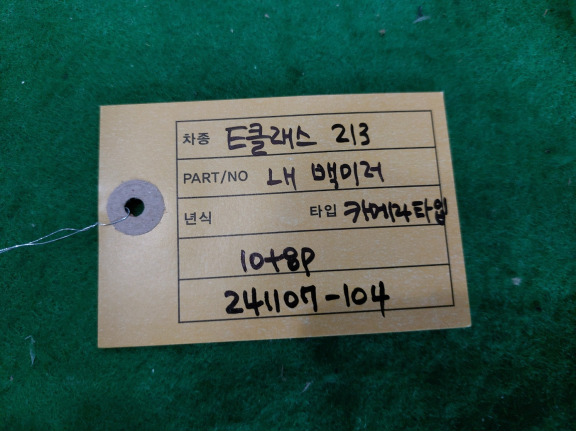 차종 E클래스 213
PART/NO 내 백미러
년식 타입 카메라타입
10+8P
241107-104